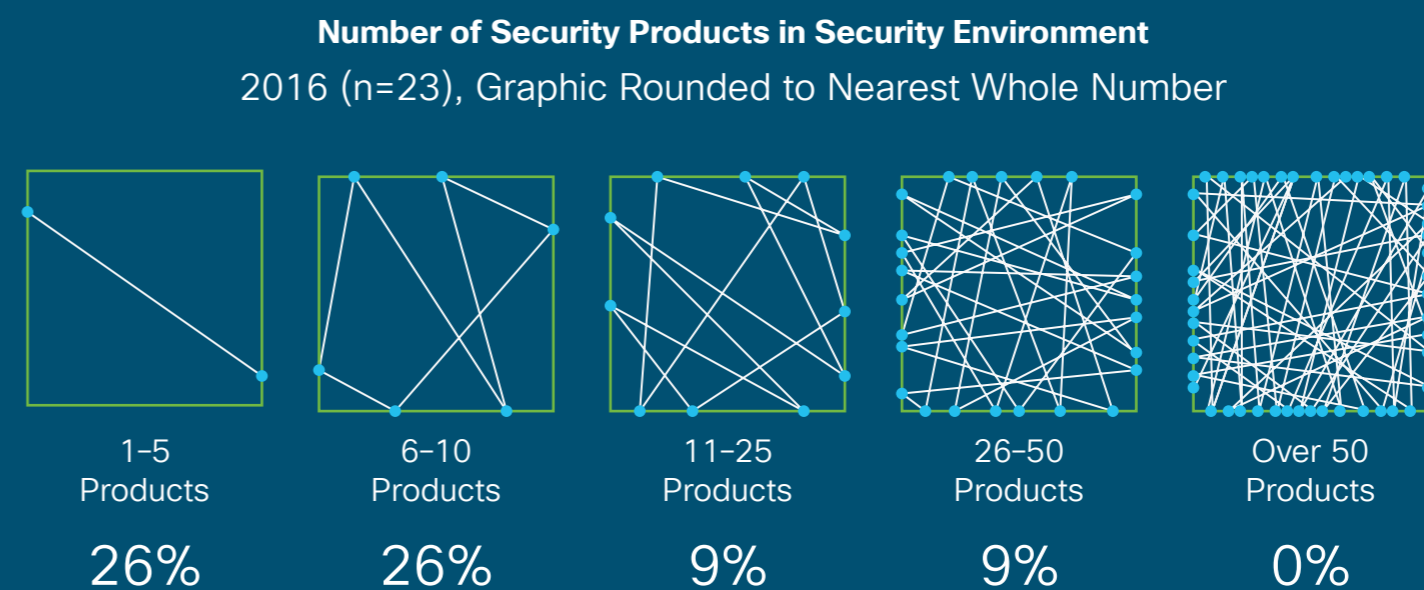 Number of Security Products in Security Environment
2016 (n=23), Graphic Rounded to Nearest Whole Number
1–5
Products
26%
6–10
Products
26%
11–25
Products
9%
26–50
Products
9%
Over 50
Products
0%